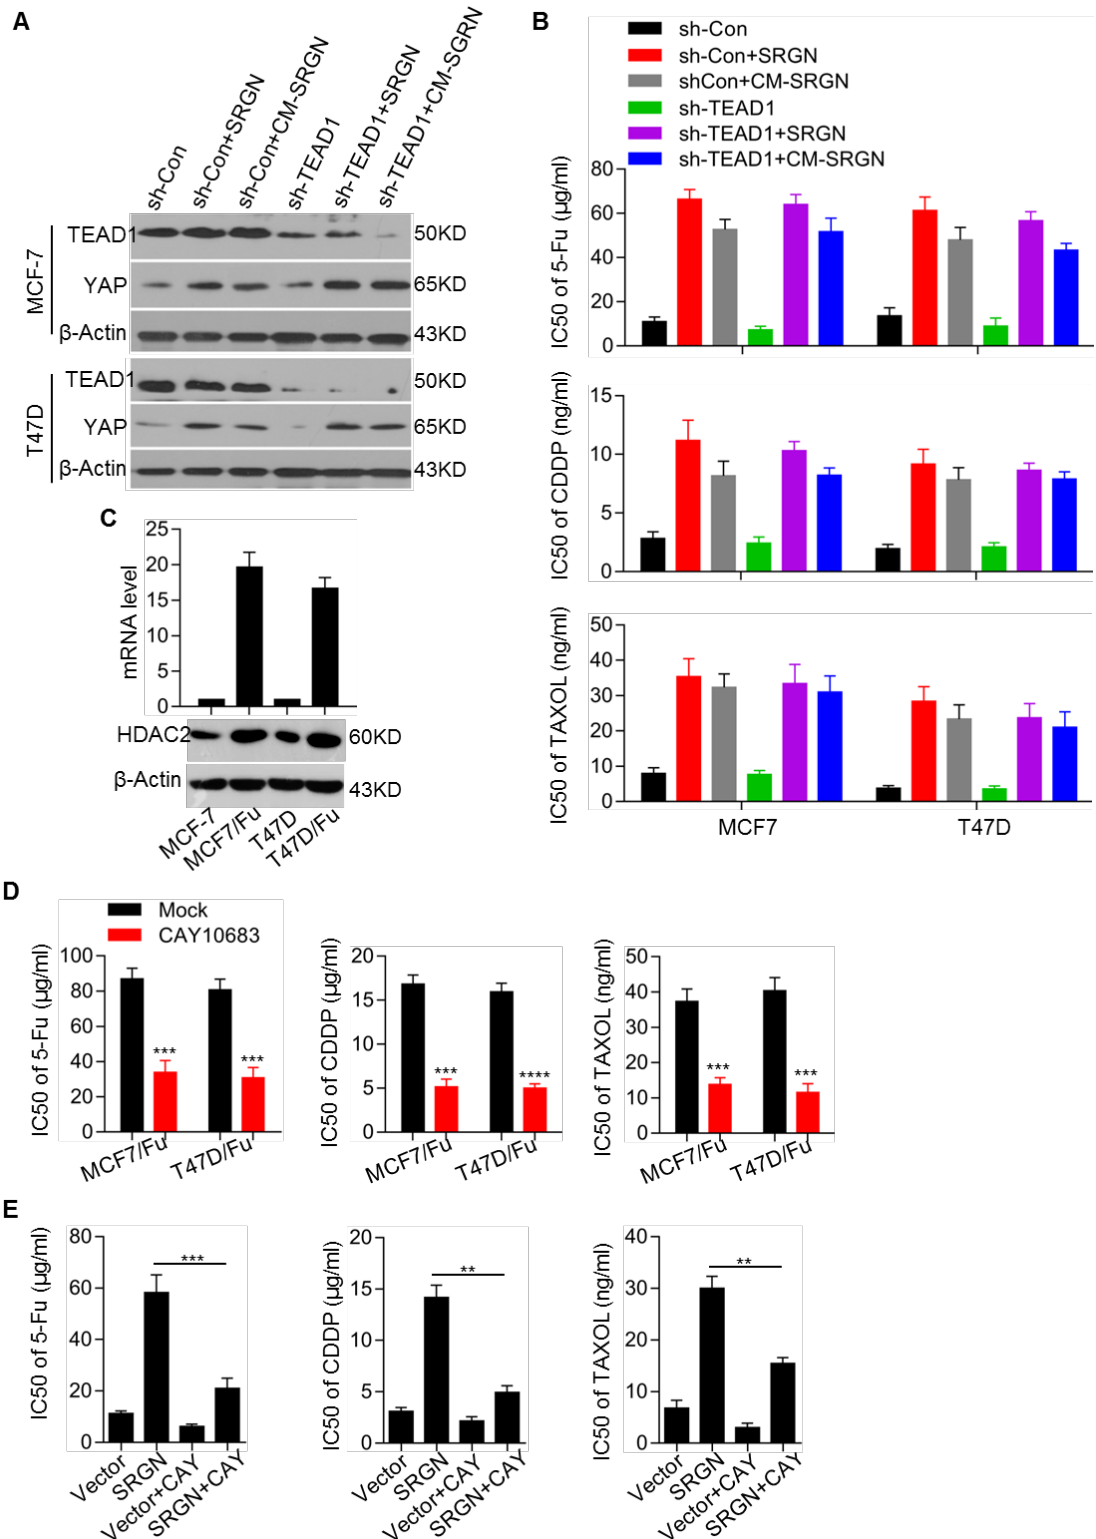 A
sh-Con
sh-Con+SRGN
sh-Con+CM-SRGN
sh-TEAD1
sh-TEAD1+SRGN
sh-TEAD1+CM-SGRN
MCF-7
TEAD1
50KD
YAP
65KD
β-Actin
43KD
T47D
TEAD1
50KD
YAP
65KD
β-Actin
43KD
B
sh-Con
sh-Con+SRGN
shCon+CM-SRGN
sh-TEAD1
sh-TEAD1+SRGN
sh-TEAD1+CM-SRGN
IC50 of 5-Fu (μg/ml)
80
60
40
20
0
IC50 of CDDP (ng/ml)
15
10
5
0
IC50 of TAXOL (ng/ml)
50
40
30
20
10
0
MCF7
T47D
C
mRNA level
25
20
15
10
5
0
HDAC2
60KD
β-Actin
43KD
MCF-7
MCF7/Fu
T47D
T47D/Fu
D
Mock
CAY10683
IC50 of 5-Fu (μg/ml)
100
80
60
40
20
0
***
***
MCF7/Fu
T47D/Fu
IC50 of CDDP (μg/ml)
20
15
10
5
0
***
****
MCF7/Fu
T47D/Fu
IC50 of TAXOL (ng/ml)
50
40
30
20
10
0
***
***
MCF7/Fu
T47D/Fu
E
IC50 of 5-Fu (μg/ml)
80
60
40
20
0
***
Vector
SRGN
Vector+CAY
SRGN+CAY
IC50 of CDDP (μg/ml)
20
15
10
5
0
**
Vector
SRGN
Vector+CAY
SRGN+CAY
IC50 of TAXOL (ng/ml)
40
30
20
10
0
**
Vector
SRGN
Vector+CAY
SRGN+CAY